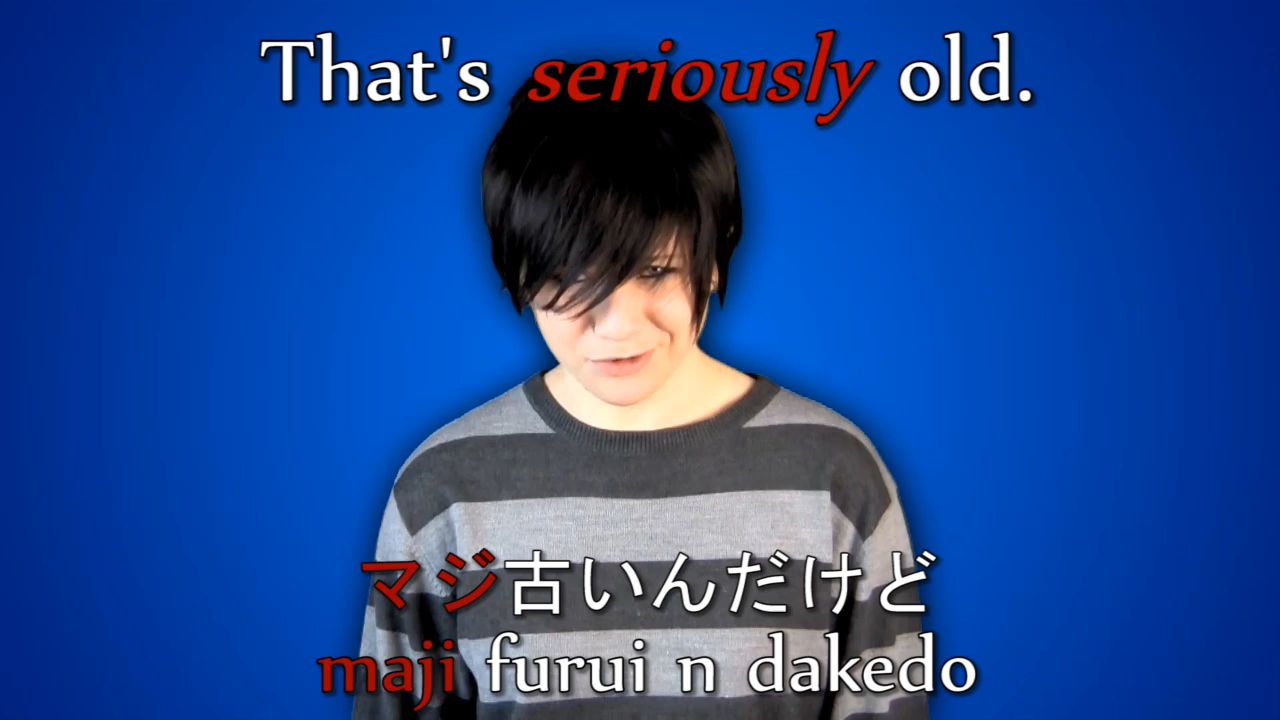 That's seriously old.
マジ古いんだけど
maji furui n dakedo